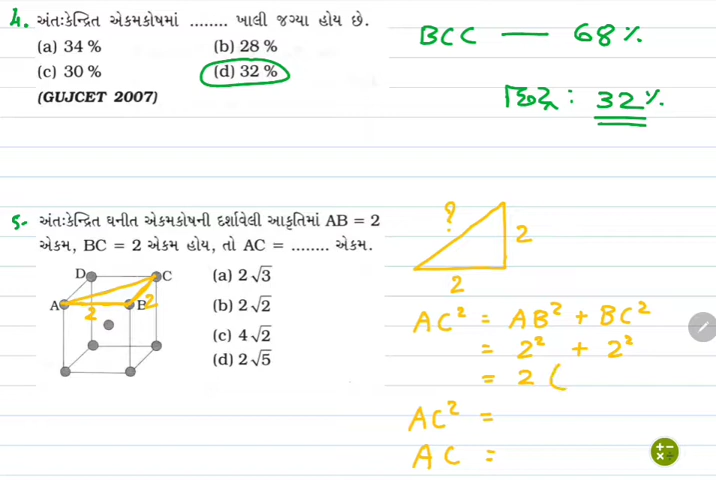 4. અંતઃકેન્દ્રિત એકમકોષમાં ........ ખાલી જગ્યા હોય છે.
(a) 34 % (b) 28 %
(c) 30 % (d) 32 %
(GUJCET 2007)
BCC — 68 %
છિદ્ર : 32 %
5- અંતઃકેન્દ્રિત ઘનીત એકમકોષની દર્શાવેલી આકૃતિમાં AB = 2
એકમ, BC = 2 એકમ હોય, તો AC = ........ એકમ.
(a) 2√3
(b) 2√2
(c) 4√2
(d) 2√5
D C
A B
2 2
? 2
2
AC² = AB² + BC²
= 2² + 2²
= 2 (
AC² =
AC =